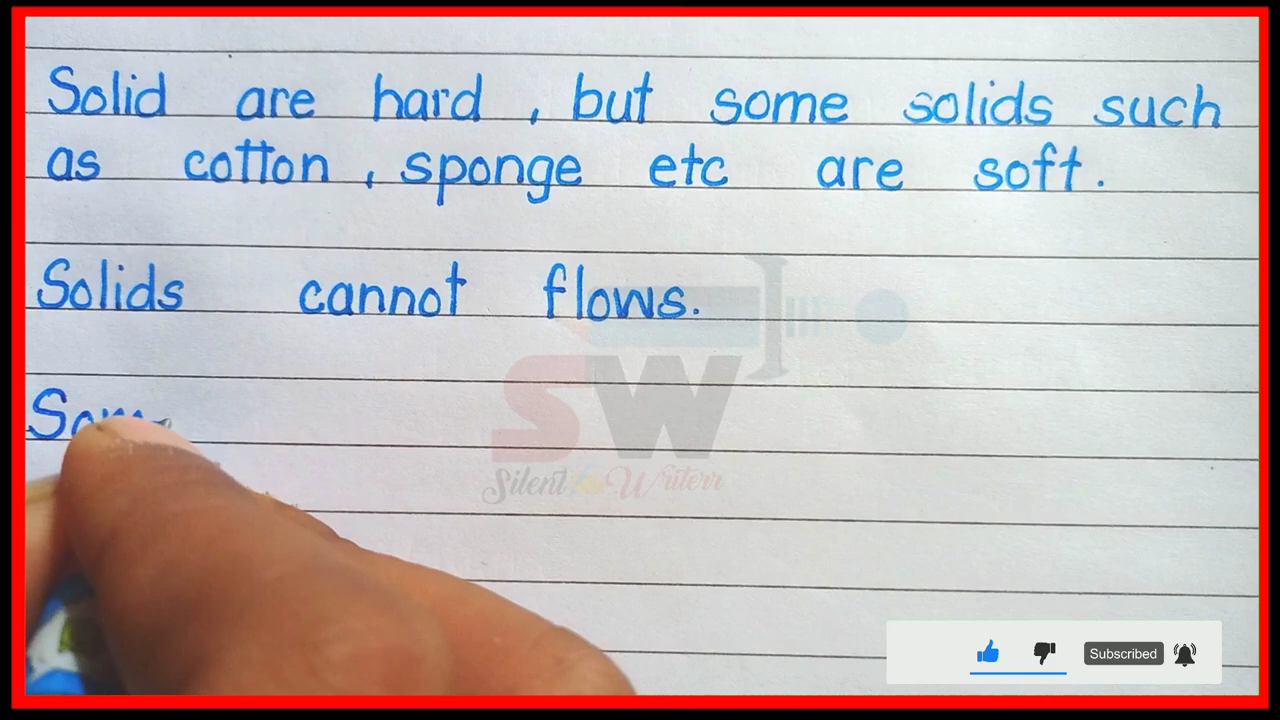 Solid are hard , but some solids such
as cotton , sponge etc are soft .
Solids cannot flows.
SW
Silent Writerr
Subscribed